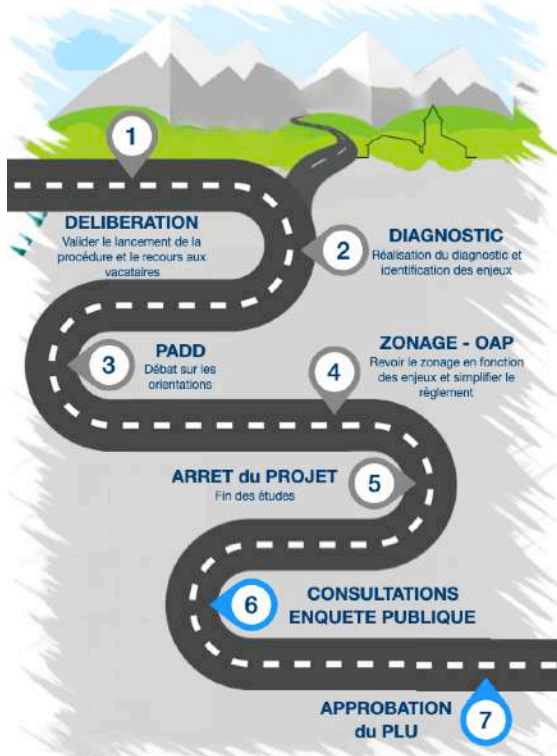 1
DELIBERATION
Valider le lancement de la
procédure et le recours aux
vacataires
2
DIAGNOSTIC
Réalisation du diagnostic et
identification des enjeux
3
PADD
Débat sur les
orientations
4
ZONAGE - OAP
Revoir le zonage en fonction
des enjeux et simplifier le
règlement
ARRET du PROJET
Fin des études
5
6
CONSULTATIONS
ENQUETE PUBLIQUE
APPROBATION
du PLU
7